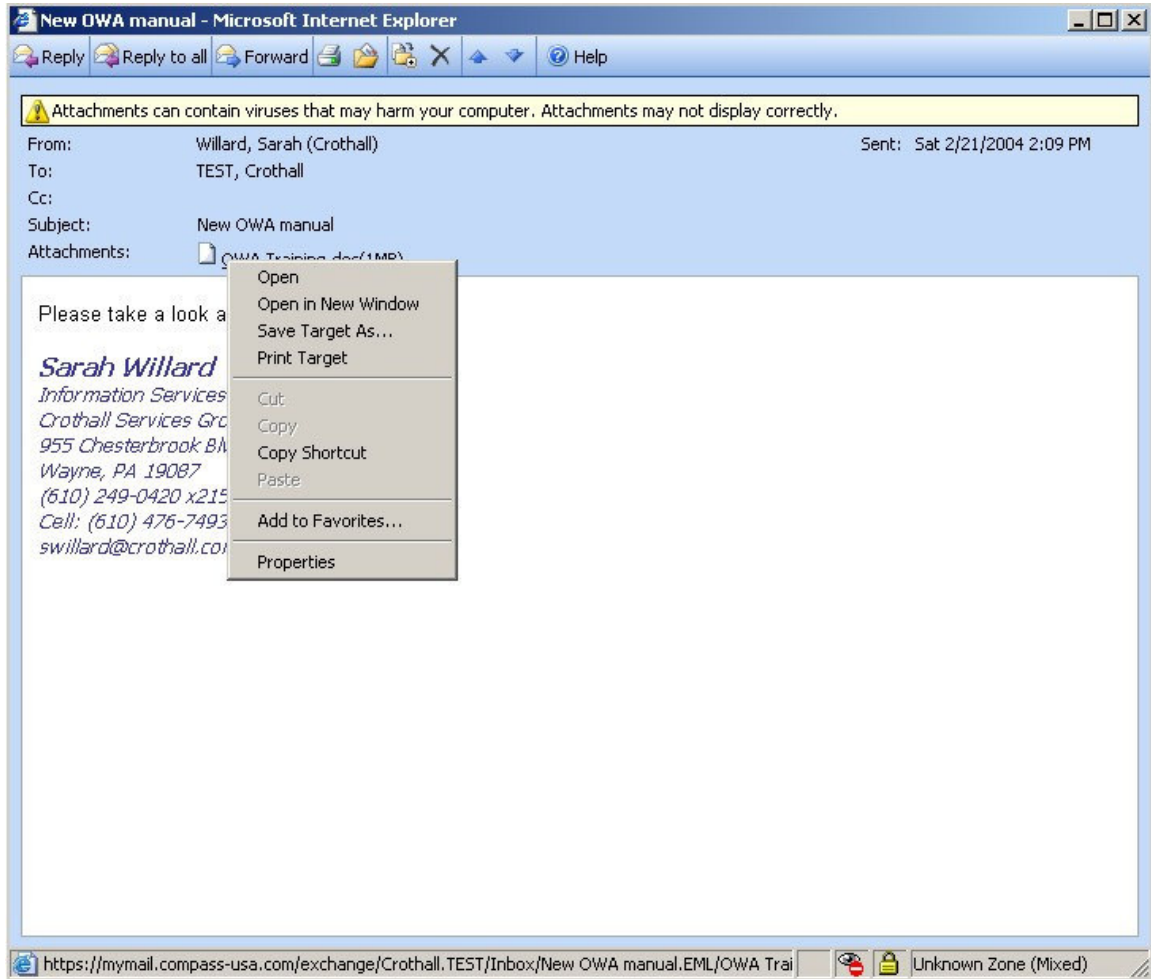 New OWA manual - Microsoft Internet Explorer
Reply Reply to all Forward Help
Attachments can contain viruses that may harm your computer. Attachments may not display correctly.
From: Willard, Sarah (Crothall) Sent: Sat 2/21/2004 2:09 PM
To: TEST, Crothall
Cc:
Subject: New OWA manual
Attachments: OWA Training.doc(1MB)
Open
Open in New Window
Save Target As...
Print Target
Cut
Copy
Copy Shortcut
Paste
Add to Favorites...
Properties
Please take a look a
Sarah Willard
Information Services
Crothall Services Gro
955 Chesterbrook Blv
Wayne, PA 19087
(610) 249-0420 x215
Cell: (610) 476-7493
swillard@crothall.co
https://mymail.compass-usa.com/exchange/Crothall.TEST/Inbox/New OWA manual.EML/OWA Trai Unknown Zone (Mixed)